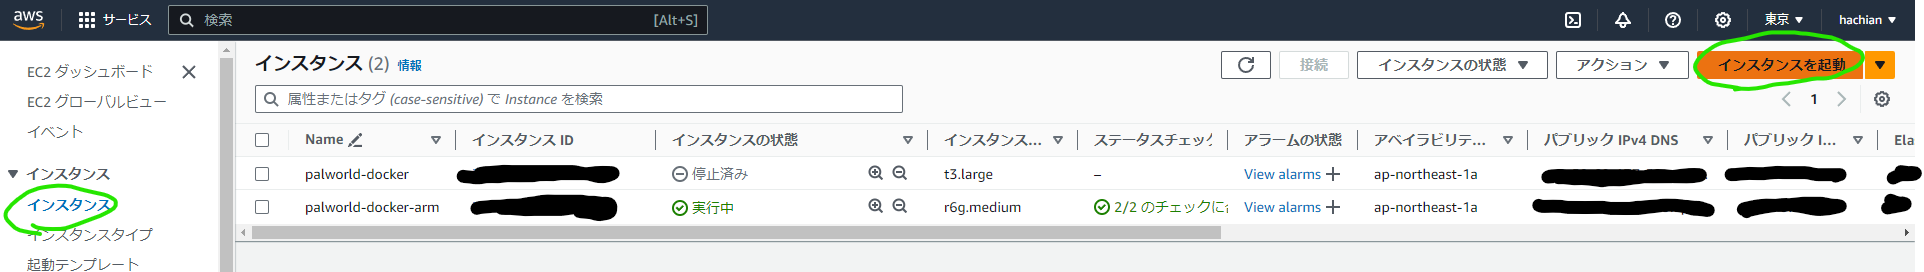 aws サービス 検索 [Alt+S] 東京 hachian
EC2 ダッシュボード
EC2 グローバルビュー
イベント
インスタンス
インスタンス
インスタンスタイプ
起動テンプレート
インスタンス (2) 情報 接続 インスタンスの状態 アクション インスタンスを起動
属性またはタグ (case-sensitive) で Instance を検索 1
Name インスタンス ID インスタンスの状態 インスタンス... ステータスチェック アラームの状態 アベイラビリテ... パブリック IPv4 DNS パブリック I... Ela
palworld-docker 停止済み t3.large – View alarms ap-northeast-1a
palworld-docker-arm 実行中 r6g.medium 2/2 のチェックに View alarms ap-northeast-1a